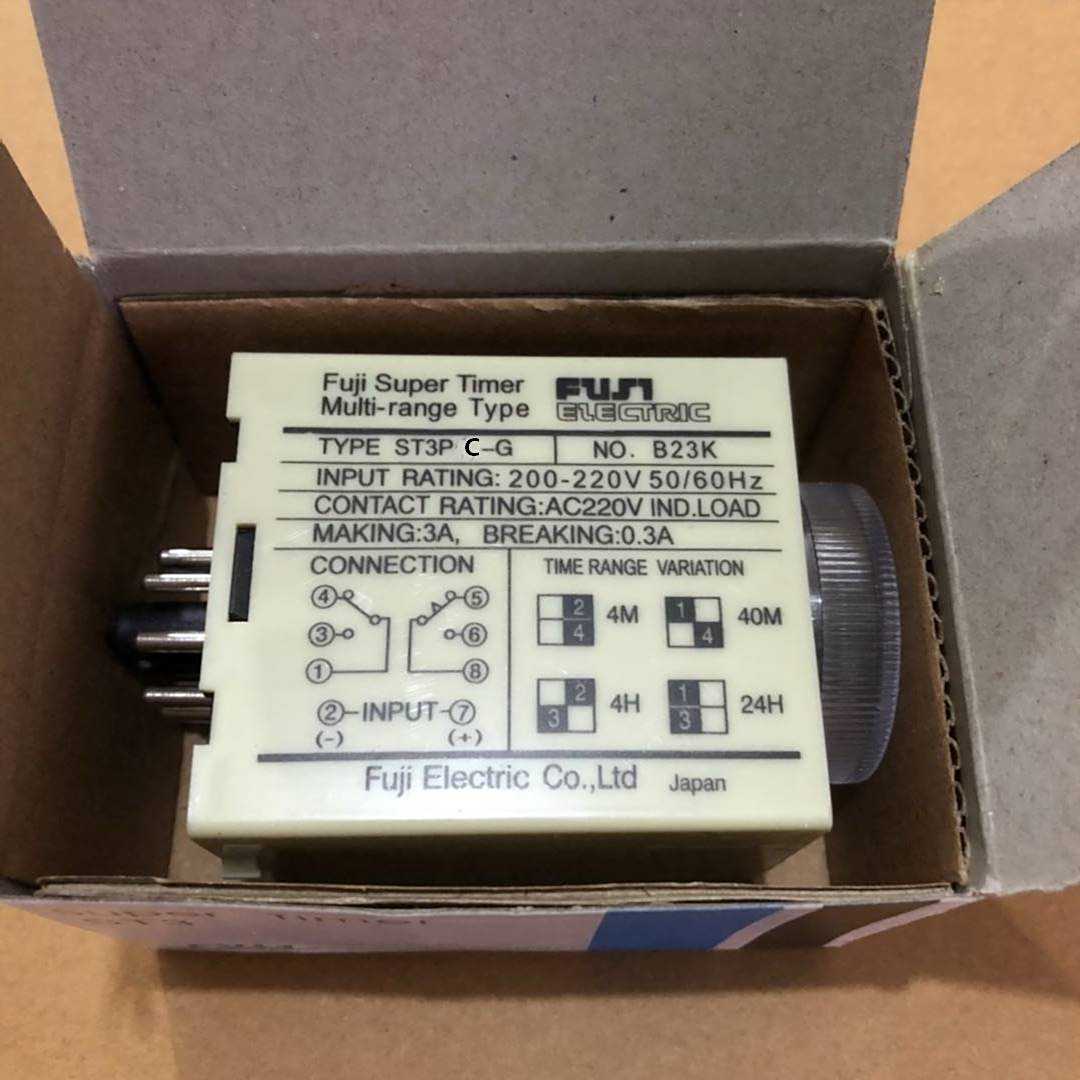 Fuji Super Timer
Multi-range Type
FUJI
ELECTRIC
TYPE ST3P C-G
NO. B23K
INPUT RATING: 200-220V 50/60Hz
CONTACT RATING:AC220V IND.LOAD
MAKING:3A, BREAKING:0.3A
CONNECTION
4 5
3 6
1 8
2 INPUT 7
(-) (+)
TIME RANGE VARIATION
2
4
4M
1
4
40M
2
3
4H
1
3
24H
Fuji Electric Co.,Ltd Japan